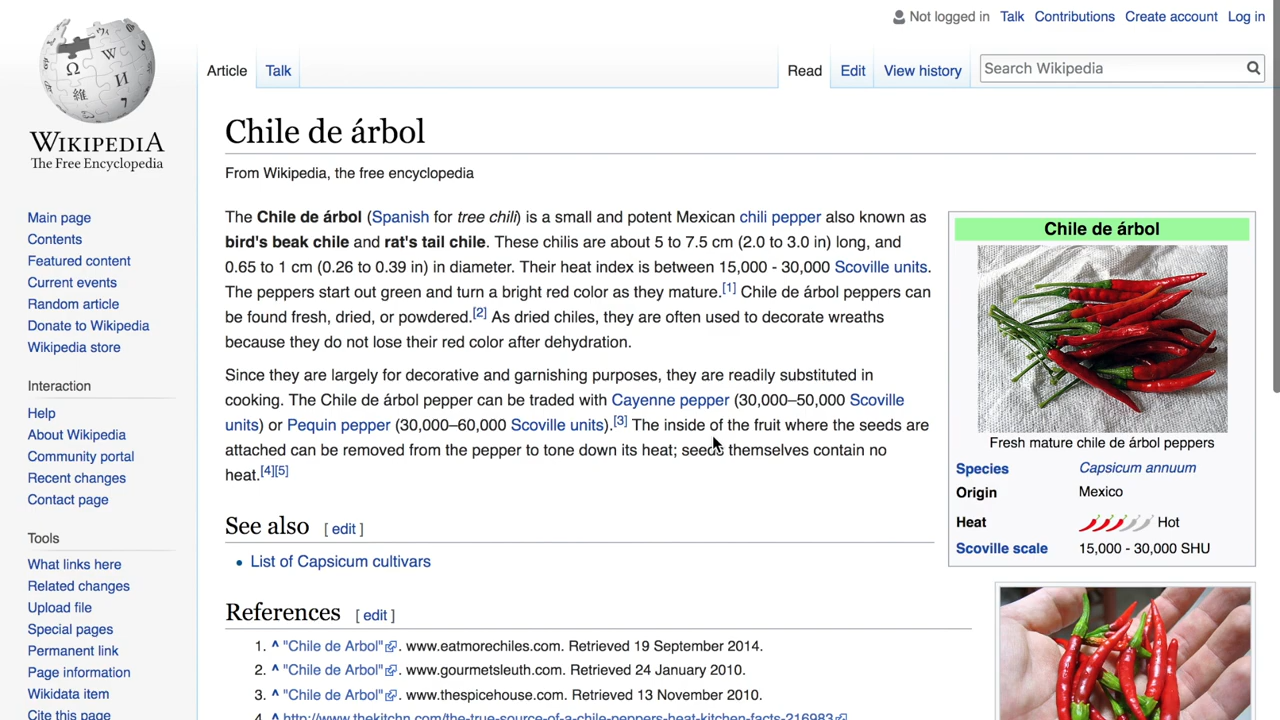 Not logged in Talk Contributions Create account Log in
Article Talk Read Edit View history Search Wikipedia
WIKIPEDIA
The Free Encyclopedia
Main page
Contents
Featured content
Current events
Random article
Donate to Wikipedia
Wikipedia store
Interaction
Help
About Wikipedia
Community portal
Recent changes
Contact page
Tools
What links here
Related changes
Upload file
Special pages
Permanent link
Page information
Wikidata item
Cite this page
Chile de árbol
From Wikipedia, the free encyclopedia
The Chile de árbol (Spanish for tree chili) is a small and potent Mexican chili pepper also known as
bird's beak chile and rat's tail chile. These chilis are about 5 to 7.5 cm (2.0 to 3.0 in) long, and
0.65 to 1 cm (0.26 to 0.39 in) in diameter. Their heat index is between 15,000 - 30,000 Scoville units.
The peppers start out green and turn a bright red color as they mature.[1] Chile de árbol peppers can
be found fresh, dried, or powdered.[2] As dried chiles, they are often used to decorate wreaths
because they do not lose their red color after dehydration.
Since they are largely for decorative and garnishing purposes, they are readily substituted in
cooking. The Chile de árbol pepper can be traded with Cayenne pepper (30,000–50,000 Scoville
units) or Pequin pepper (30,000–60,000 Scoville units).[3] The inside of the fruit where the seeds are
attached can be removed from the pepper to tone down its heat; seeds themselves contain no
heat.[4][5]
See also [ edit ]
• List of Capsicum cultivars
References [ edit ]
1. ^ "Chile de Arbol". www.eatmorechiles.com. Retrieved 19 September 2014.
2. ^ "Chile de Arbol". www.gourmetsleuth.com. Retrieved 24 January 2010.
3. ^ "Chile de Arbol". www.thespicehouse.com. Retrieved 13 November 2010.
4. ^ http://www.thekitchn.com/the-true-source-of-a-chile-peppers-heat-kitchen-facts-216983
Chile de árbol
Fresh mature chile de árbol peppers
Species Capsicum annuum
Origin Mexico
Heat Hot
Scoville scale 15,000 - 30,000 SHU